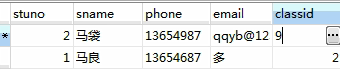 stuno sname phone email classid
* 2 马袋 13654987 qqyb@12 9 ...
1 马良 13654687 多 2